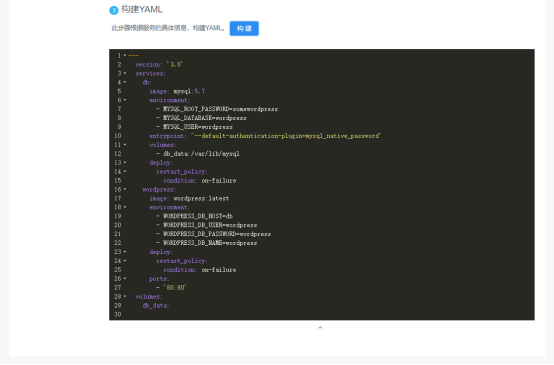 3 构建YAML
此步骤根据服务的具体信息，构建YAML。 构 建
1 ---
2 version: '3.0'
3 services:
4 db:
5 image: mysql:5.7
6 environment:
7 - MYSQL_ROOT_PASSWORD=somewordpress
8 - MYSQL_DATABASE=wordpress
9 - MYSQL_USER=wordpress
10 entrypoint: '--default-authentication-plugin=mysql_native_password'
11 volumes:
12 - db_data:/var/lib/mysql
13 deploy:
14 restart_policy:
15 condition: on-failure
16 wordpress:
17 image: wordpress:latest
18 environment:
19 - WORDPRESS_DB_HOST=db
20 - WORDPRESS_DB_USER=wordpress
21 - WORDPRESS_DB_PASSWORD=wordpress
22 - WORDPRESS_DB_NAME=wordpress
23 deploy:
24 restart_policy:
25 condition: on-failure
26 ports:
27 - '80:80'
28 volumes:
29 db_data:
30